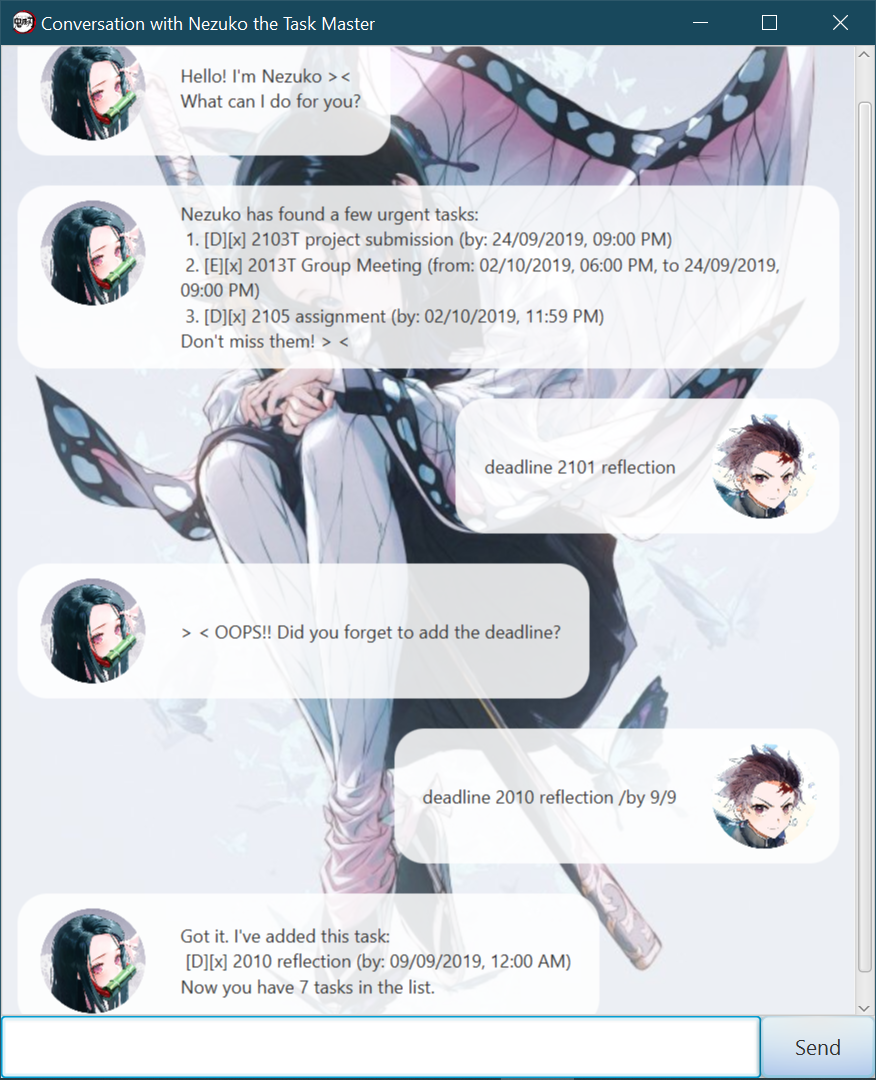 Conversation with Nezuko the Task Master
Hello! I'm Nezuko > <
What can I do for you?
Nezuko has found a few urgent tasks:
1. [D][x] 2103T project submission (by: 24/09/2019, 09:00 PM)
2. [E][x] 2013T Group Meeting (from: 02/10/2019, 06:00 PM, to 24/09/2019,
09:00 PM)
3. [D][x] 2105 assignment (by: 02/10/2019, 11:59 PM)
Don't miss them! > <
deadline 2101 reflection
> < OOPS!! Did you forget to add the deadline?
deadline 2010 reflection /by 9/9
Got it. I've added this task:
[D][x] 2010 reflection (by: 09/09/2019, 12:00 AM)
Now you have 7 tasks in the list.
Send